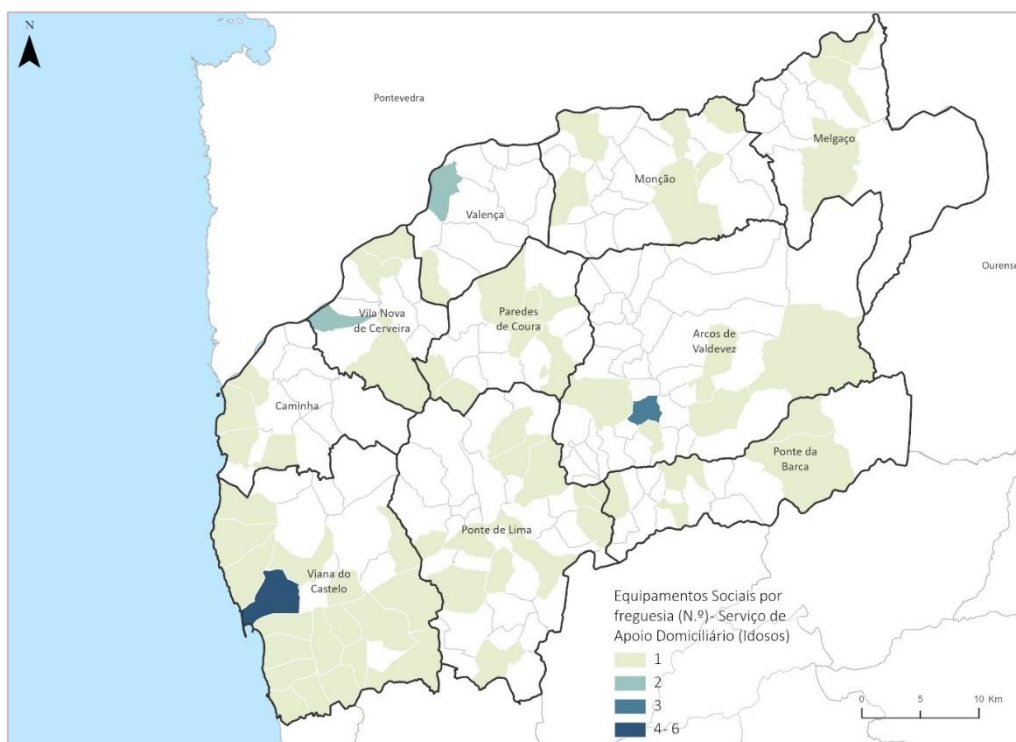 N
Pontevedra
Melgaço
Monção
Valença
Ourense
Vila Nova
de Cerveira
Paredes
de Coura
Arcos de
Valdevez
Caminha
Ponte da
Barca
Ponte de Lima
Viana do
Castelo
Equipamentos Sociais por
freguesia (N.º)- Serviço de
Apoio Domiciliário (Idosos)
1
2
3
4- 6
0 5 10 Km